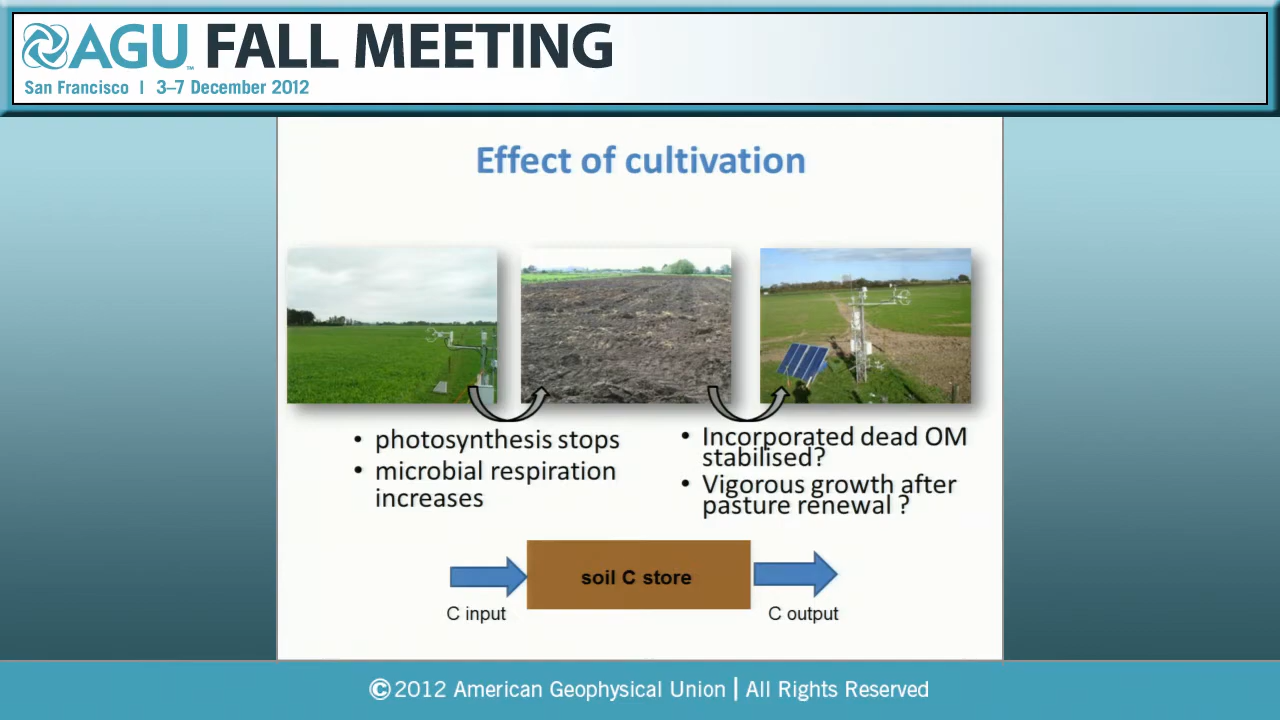 AGU™ FALL MEETING
San Francisco | 3–7 December 2012
Effect of cultivation
• photosynthesis stops
• microbial respiration
increases
• Incorporated dead OM
stabilised?
• Vigorous growth after
pasture renewal ?
soil C store
C input
C output
©2012 American Geophysical Union | All Rights Reserved